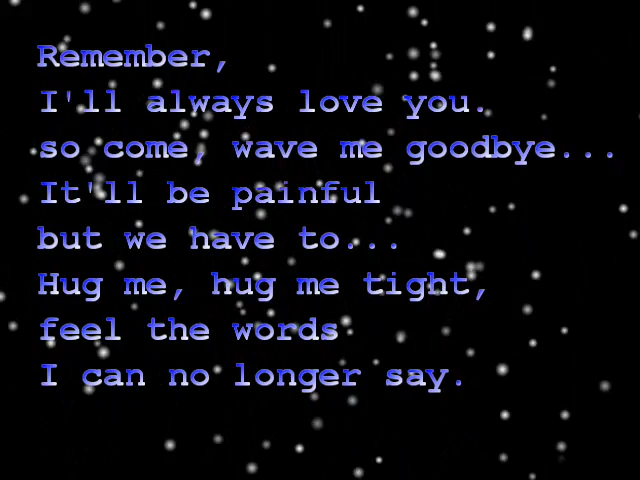 Remember,
I'll always love you.
so come, wave me goodbye...
It'll be painful
but we have to...
Hug me, hug me tight,
feel the words
I can no longer say.